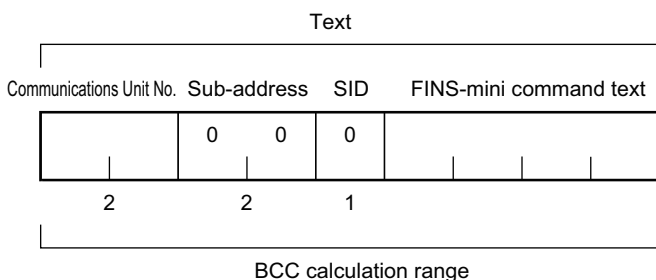 Text
Communications Unit No. Sub-address SID FINS-mini command text
0 0 0
2 2 1
BCC calculation range